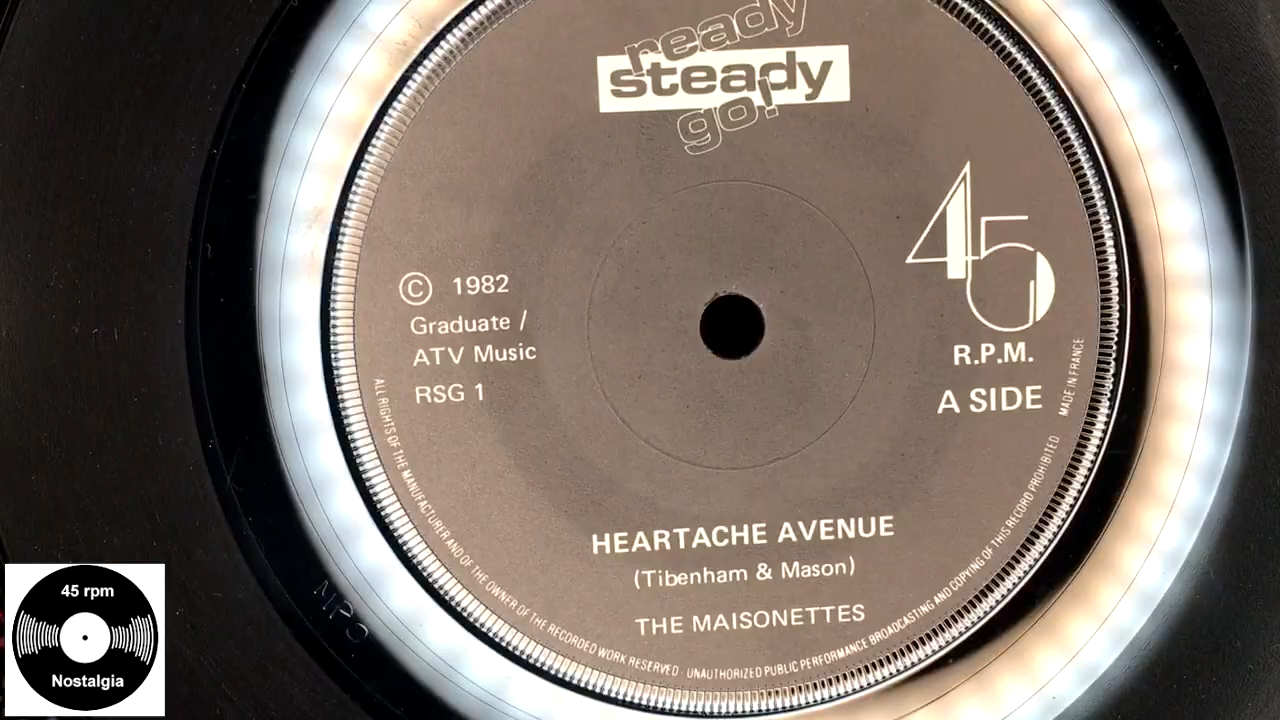 ready
steady
go!
45
R.P.M.
A SIDE
© 1982
Graduate /
ATV Music
RSG 1
HEARTACHE AVENUE
(Tibenham & Mason)
THE MAISONETTES
ALL RIGHTS OF THE MANUFACTURER AND OF THE OWNER OF THE RECORDED WORK RESERVED · UNAUTHORIZED PUBLIC PERFORMANCE BROADCASTING AND COPYING OF THIS RECORD PROHIBITED
MADE IN FRANCE
45 rpm
Nostalgia